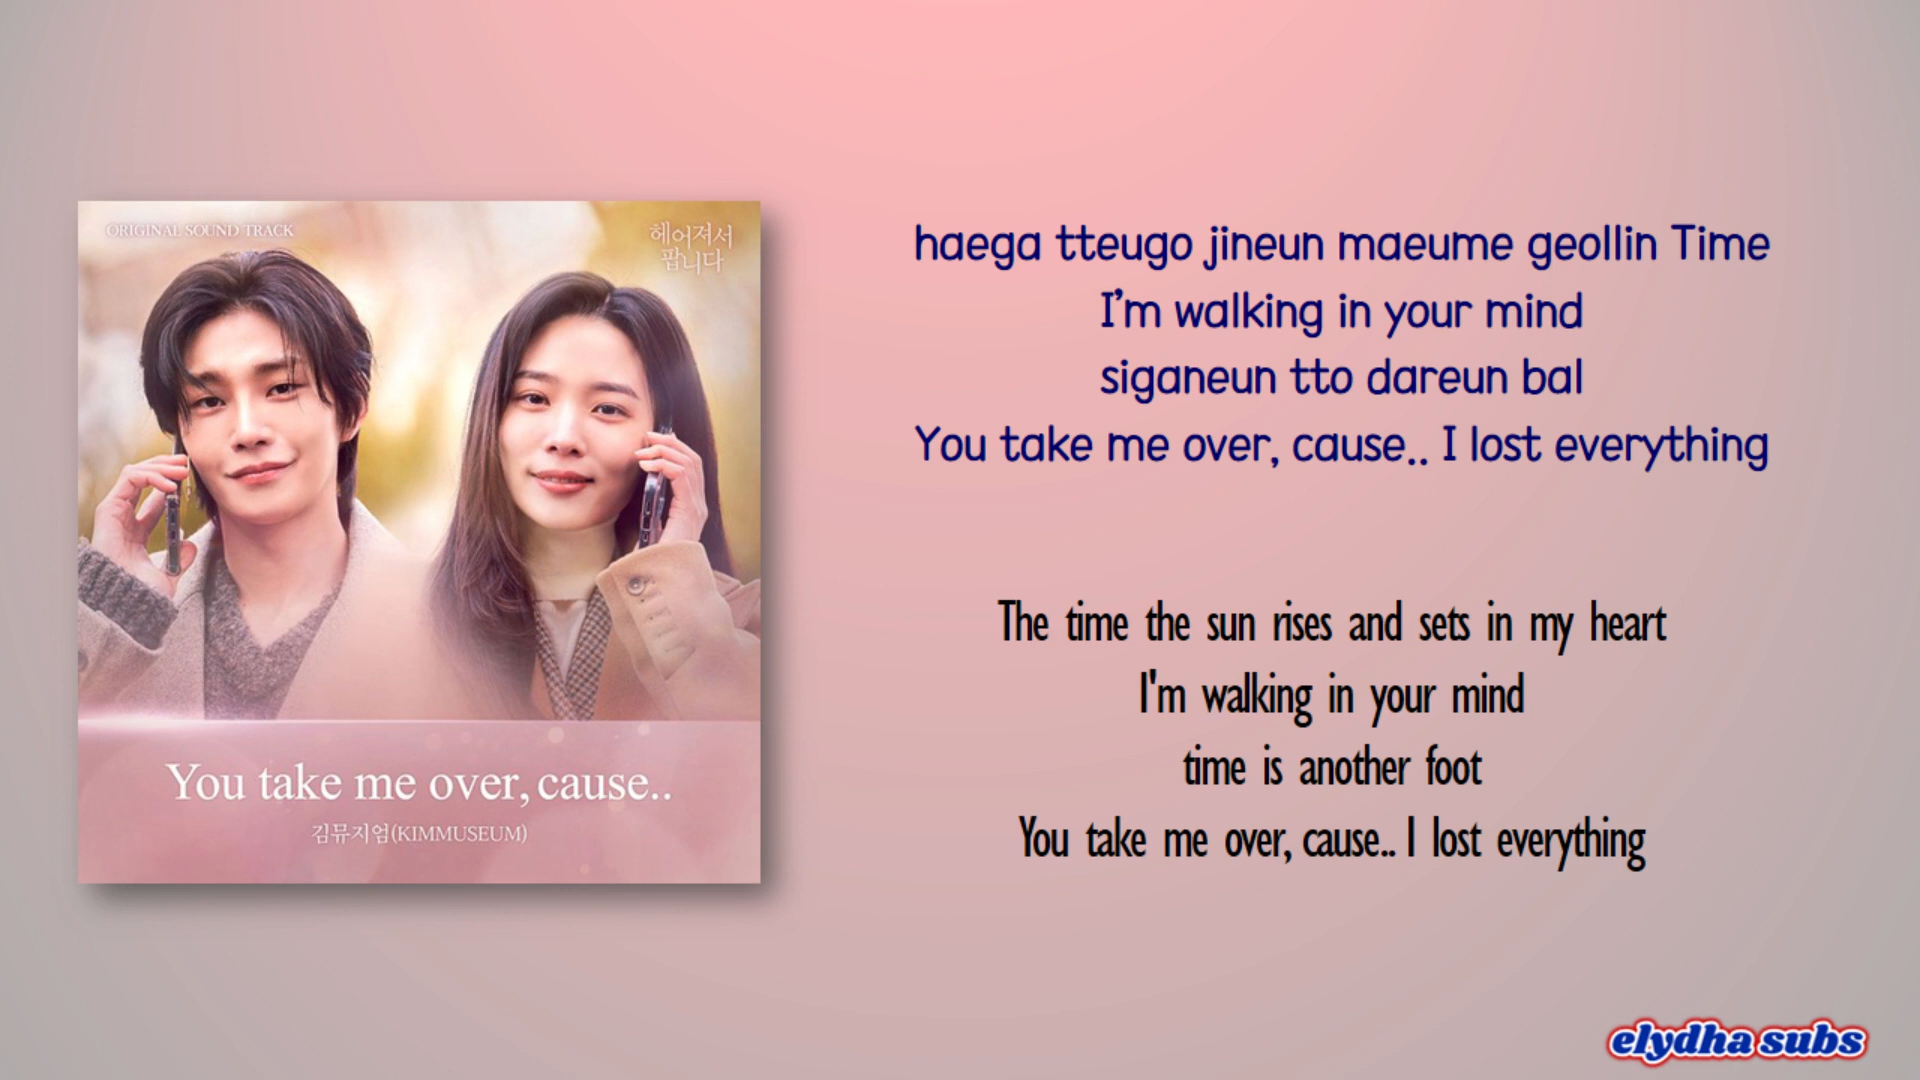 ORIGINAL SOUND TRACK
헤어져서
팝니다
You take me over, cause..
김뮤지엄(KIMMUSEUM)
haega tteugo jineun maeume geollin Time
I’m walking in your mind
siganeun tto dareun bal
You take me over, cause.. I lost everything
The time the sun rises and sets in my heart
I'm walking in your mind
time is another foot
You take me over, cause.. I lost everything
elydha subs